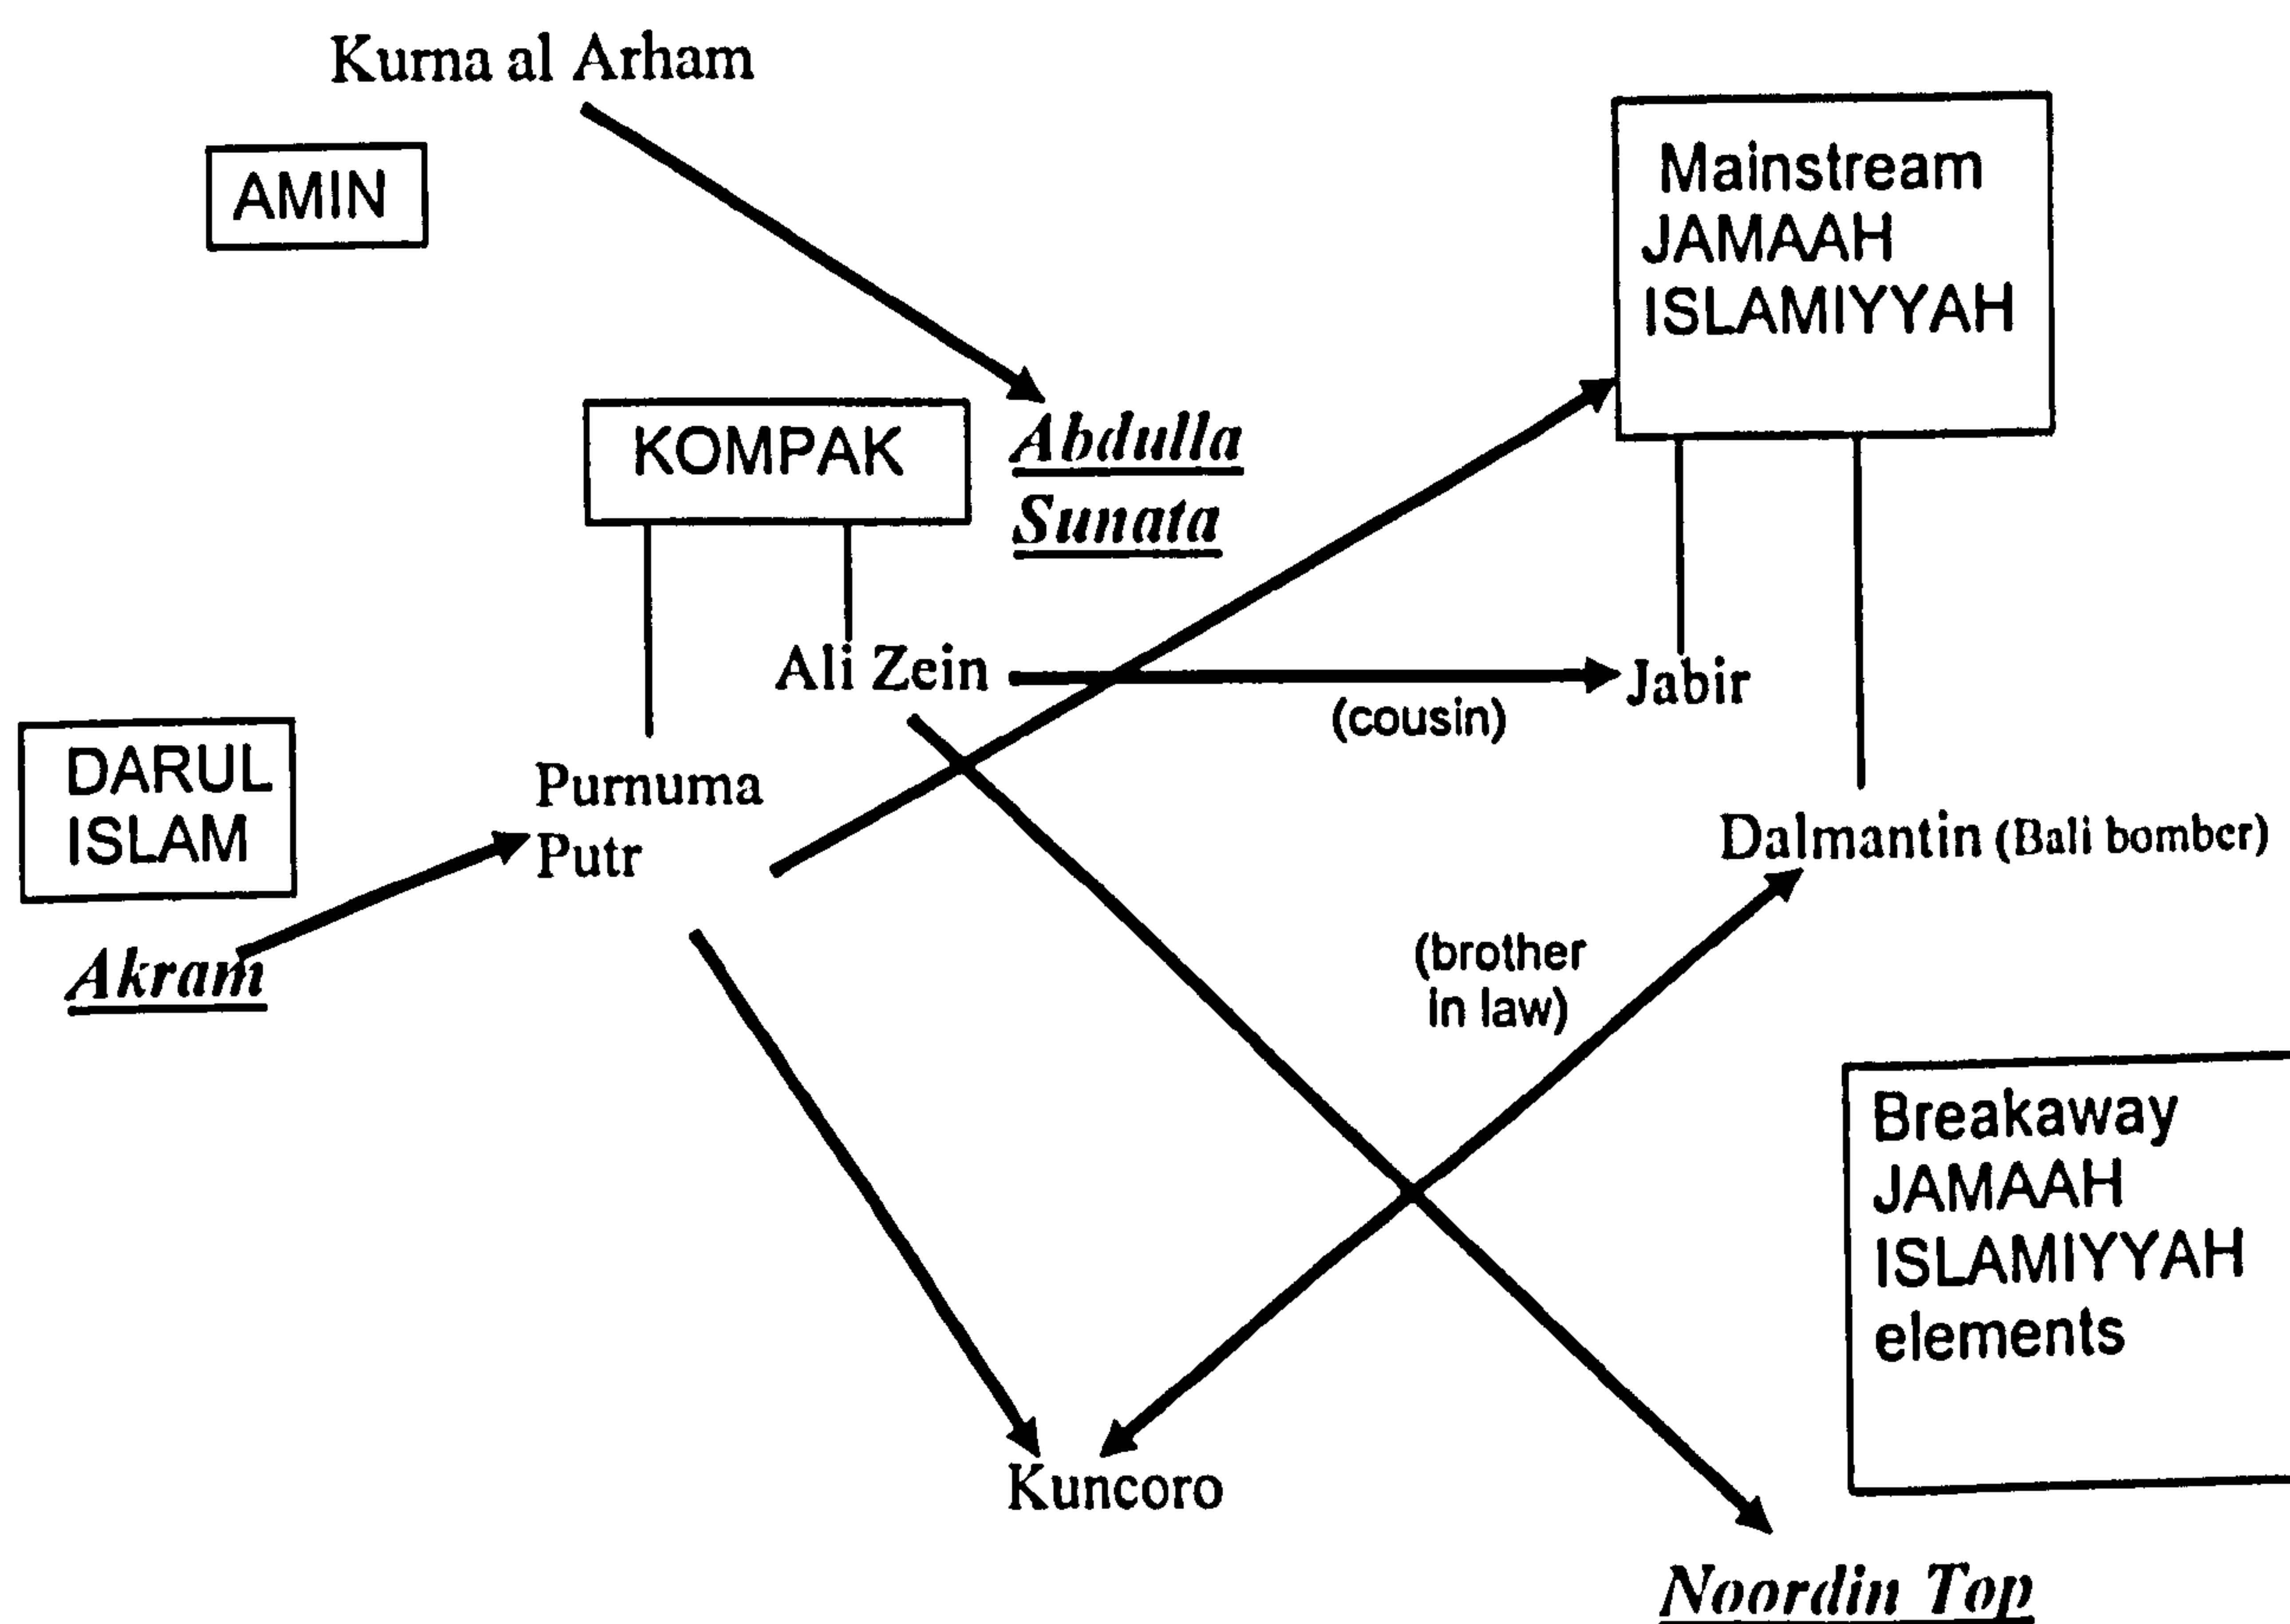 Kurna al Arham
AMIN
Mainstream
JAMAAH
ISLAMIYYAH
KOMPAK
Abdulla
Sunata
Ali Zein
Jabir
(cousin)
DARUL
ISLAM
Purnuma
Putr
Dalmantin (Bali bomber)
Akram
(brother
in law)
Breakaway
JAMAAH
ISLAMIYYAH
elements
Kuncoro
Noordin Top